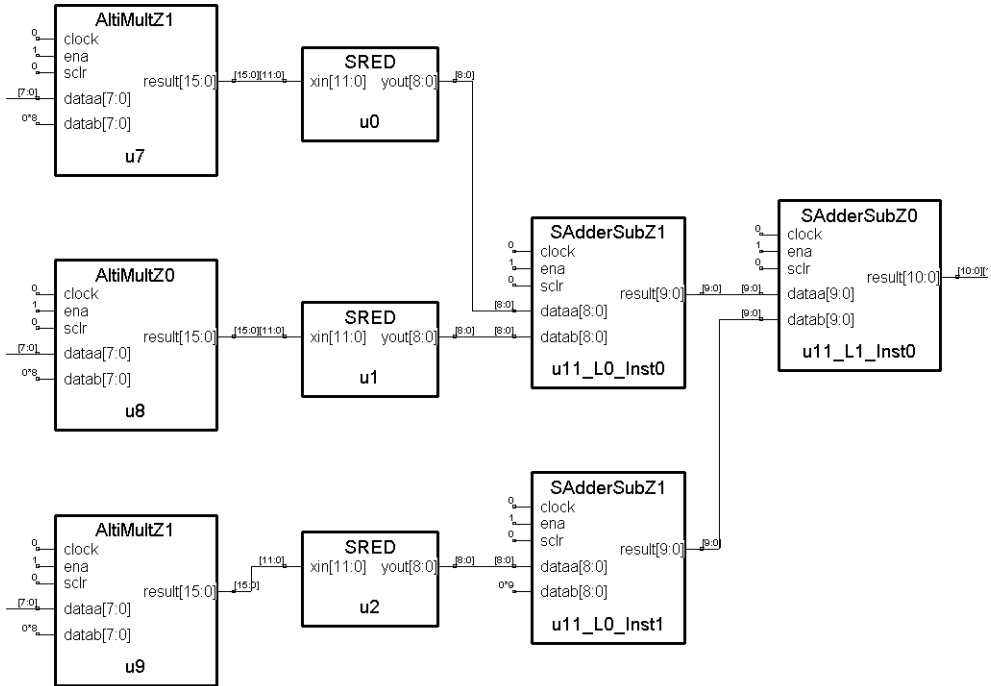 AltiMultZ1
0 clock
1 ena
0 sclr
result[15:0] [15:0][11:0]
[7:0] dataa[7:0]
0*8 datab[7:0]
u7
SRED
xin[11:0] yout[8:0] [8:0]
u0
AltiMultZ0
0 clock
1 ena
0 sclr
result[15:0] [15:0][11:0]
[7:0] dataa[7:0]
0*8 datab[7:0]
u8
SRED
xin[11:0] yout[8:0] [8:0]
u1
SAdderSubZ1
0 clock
1 ena
0 sclr
result[9:0] [9:0]
[8:0] dataa[8:0]
[8:0] datab[8:0]
u11_L0_Inst0
SAdderSubZ0
0 clock
1 ena
0 sclr
result[10:0] [10:0][1
[9:0] dataa[9:0]
[9:0] datab[9:0]
u11_L1_Inst0
AltiMultZ1
0 clock
1 ena
0 sclr
result[15:0] [15:0]
[7:0] dataa[7:0]
0*8 datab[7:0]
u9
SRED
[11:0] xin[11:0] yout[8:0] [8:0]
u2
SAdderSubZ1
0 clock
1 ena
0 sclr
result[9:0] [9:0]
[8:0] dataa[8:0]
0*9 datab[8:0]
u11_L0_Inst1